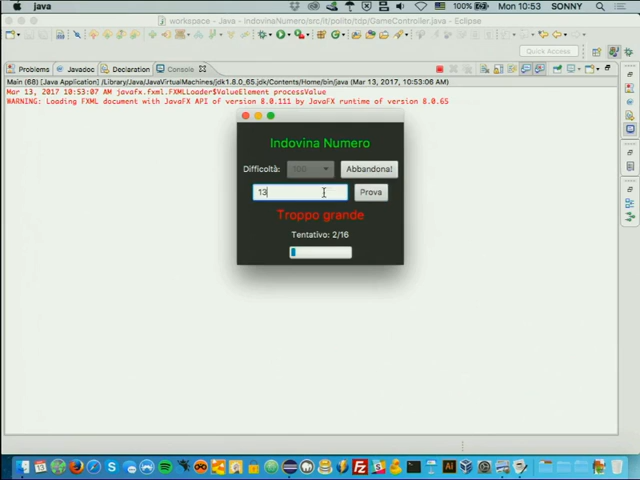 java 100% Mon 10:53 SONNY
workspace - Java - IndovinaNumero/src/it/polito/tdp/GameController.java - Eclipse
Quick Access
Problems Javadoc Declaration Console
Main (68) [Java Application] /Library/Java/JavaVirtualMachines/jdk1.8.0_65.jdk/Contents/Home/bin/java (Mar 13, 2017 10:53:06 AM)
Mar 13, 2017 10:53:07 AM javafx.fxml.FXMLLoader$ValueElement processValue
WARNING: Loading FXML document with JavaFX API of version 8.0.111 by JavaFX runtime of version 8.0.65
Indovina Numero
Difficoltà: 100 Abbandona!
13 Prova
Troppo grande
Tentativo: 2/16